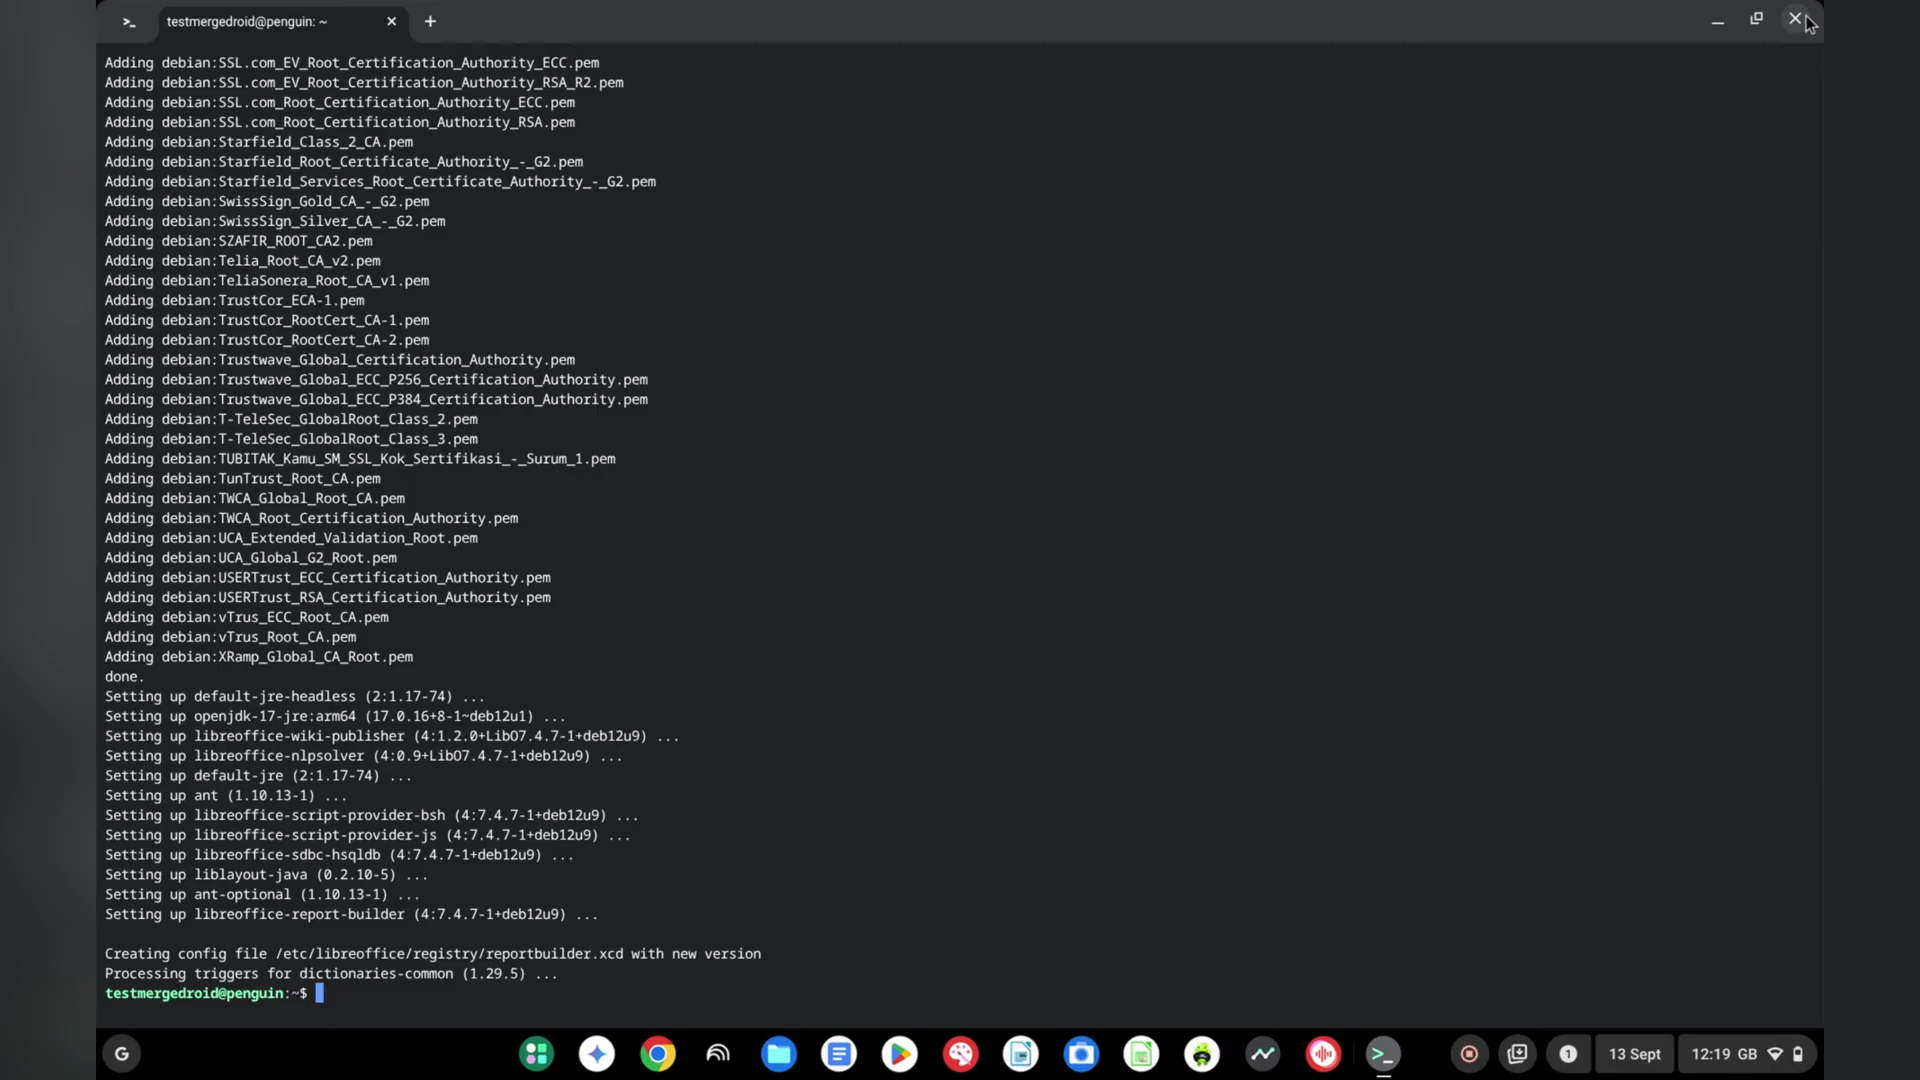 testmergedroid@penguin: ~
Adding debian:SSL.com_EV_Root_Certification_Authority_ECC.pem
Adding debian:SSL.com_EV_Root_Certification_Authority_RSA_R2.pem
Adding debian:SSL.com_Root_Certification_Authority_ECC.pem
Adding debian:SSL.com_Root_Certification_Authority_RSA.pem
Adding debian:Starfield_Class_2_CA.pem
Adding debian:Starfield_Root_Certificate_Authority_-_G2.pem
Adding debian:Starfield_Services_Root_Certificate_Authority_-_G2.pem
Adding debian:SwissSign_Gold_CA_-_G2.pem
Adding debian:SwissSign_Silver_CA_-_G2.pem
Adding debian:SZAFIR_ROOT_CA2.pem
Adding debian:Telia_Root_CA_v2.pem
Adding debian:TeliaSonera_Root_CA_v1.pem
Adding debian:TrustCor_ECA-1.pem
Adding debian:TrustCor_RootCert_CA-1.pem
Adding debian:TrustCor_RootCert_CA-2.pem
Adding debian:Trustwave_Global_Certification_Authority.pem
Adding debian:Trustwave_Global_ECC_P256_Certification_Authority.pem
Adding debian:Trustwave_Global_ECC_P384_Certification_Authority.pem
Adding debian:T-TeleSec_GlobalRoot_Class_2.pem
Adding debian:T-TeleSec_GlobalRoot_Class_3.pem
Adding debian:TUBITAK_Kamu_SM_SSL_Kok_Sertifikasi_-_Surum_1.pem
Adding debian:TunTrust_Root_CA.pem
Adding debian:TWCA_Global_Root_CA.pem
Adding debian:TWCA_Root_Certification_Authority.pem
Adding debian:UCA_Extended_Validation_Root.pem
Adding debian:UCA_Global_G2_Root.pem
Adding debian:USERTrust_ECC_Certification_Authority.pem
Adding debian:USERTrust_RSA_Certification_Authority.pem
Adding debian:vTrus_ECC_Root_CA.pem
Adding debian:vTrus_Root_CA.pem
Adding debian:XRamp_Global_CA_Root.pem
done.
Setting up default-jre-headless (2:1.17-74) ...
Setting up openjdk-17-jre:arm64 (17.0.16+8-1~deb12u1) ...
Setting up libreoffice-wiki-publisher (4:1.2.0+LibO7.4.7-1+deb12u9) ...
Setting up libreoffice-nlpsolver (4:0.9+LibO7.4.7-1+deb12u9) ...
Setting up default-jre (2:1.17-74) ...
Setting up ant (1.10.13-1) ...
Setting up libreoffice-script-provider-bsh (4:7.4.7-1+deb12u9) ...
Setting up libreoffice-script-provider-js (4:7.4.7-1+deb12u9) ...
Setting up libreoffice-sdbc-hsqldb (4:7.4.7-1+deb12u9) ...
Setting up liblayout-java (0.2.10-5) ...
Setting up ant-optional (1.10.13-1) ...
Setting up libreoffice-report-builder (4:7.4.7-1+deb12u9) ...
Creating config file /etc/libreoffice/registry/reportbuilder.xcd with new version
Processing triggers for dictionaries-common (1.29.5) ...
testmergedroid@penguin:~$
G
1
13 Sept
12:19 GB